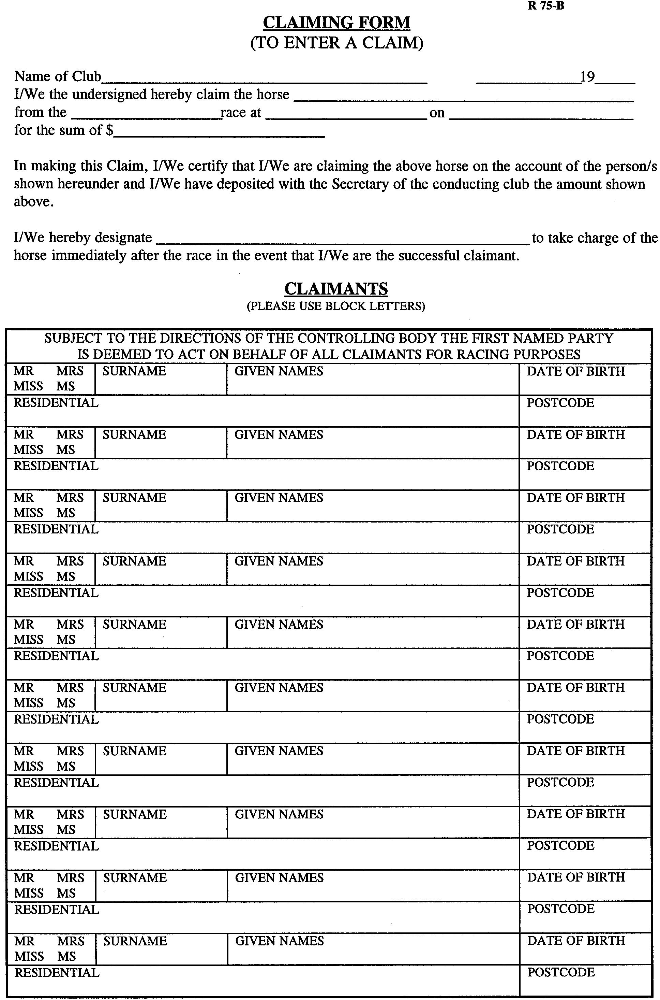 R 75-B
CLAIMING FORM
(TO ENTER A CLAIM)
Name of Club 19
I/We the undersigned hereby claim the horse
from the race at on
for the sum of $
In making this Claim, I/We certify that I/We are claiming the above horse on the account of the person/s
shown hereunder and I/We have deposited with the Secretary of the conducting club the amount shown
above.
I/We hereby designate to take charge of the
horse immediately after the race in the event that I/We are the successful claimant.
CLAIMANTS
(PLEASE USE BLOCK LETTERS)
SUBJECT TO THE DIRECTIONS OF THE CONTROLLING BODY THE FIRST NAMED PARTY
IS DEEMED TO ACT ON BEHALF OF ALL CLAIMANTS FOR RACING PURPOSES
MR MRS SURNAME GIVEN NAMES DATE OF BIRTH
MISS MS
RESIDENTIAL POSTCODE
MR MRS SURNAME GIVEN NAMES DATE OF BIRTH
MISS MS
RESIDENTIAL POSTCODE
MR MRS SURNAME GIVEN NAMES DATE OF BIRTH
MISS MS
RESIDENTIAL POSTCODE
MR MRS SURNAME GIVEN NAMES DATE OF BIRTH
MISS MS
RESIDENTIAL POSTCODE
MR MRS SURNAME GIVEN NAMES DATE OF BIRTH
MISS MS
RESIDENTIAL POSTCODE
MR MRS SURNAME GIVEN NAMES DATE OF BIRTH
MISS MS
RESIDENTIAL POSTCODE
MR MRS SURNAME GIVEN NAMES DATE OF BIRTH
MISS MS
RESIDENTIAL POSTCODE
MR MRS SURNAME GIVEN NAMES DATE OF BIRTH
MISS MS
RESIDENTIAL POSTCODE
MR MRS SURNAME GIVEN NAMES DATE OF BIRTH
MISS MS
RESIDENTIAL POSTCODE
MR MRS SURNAME GIVEN NAMES DATE OF BIRTH
MISS MS
RESIDENTIAL POSTCODE